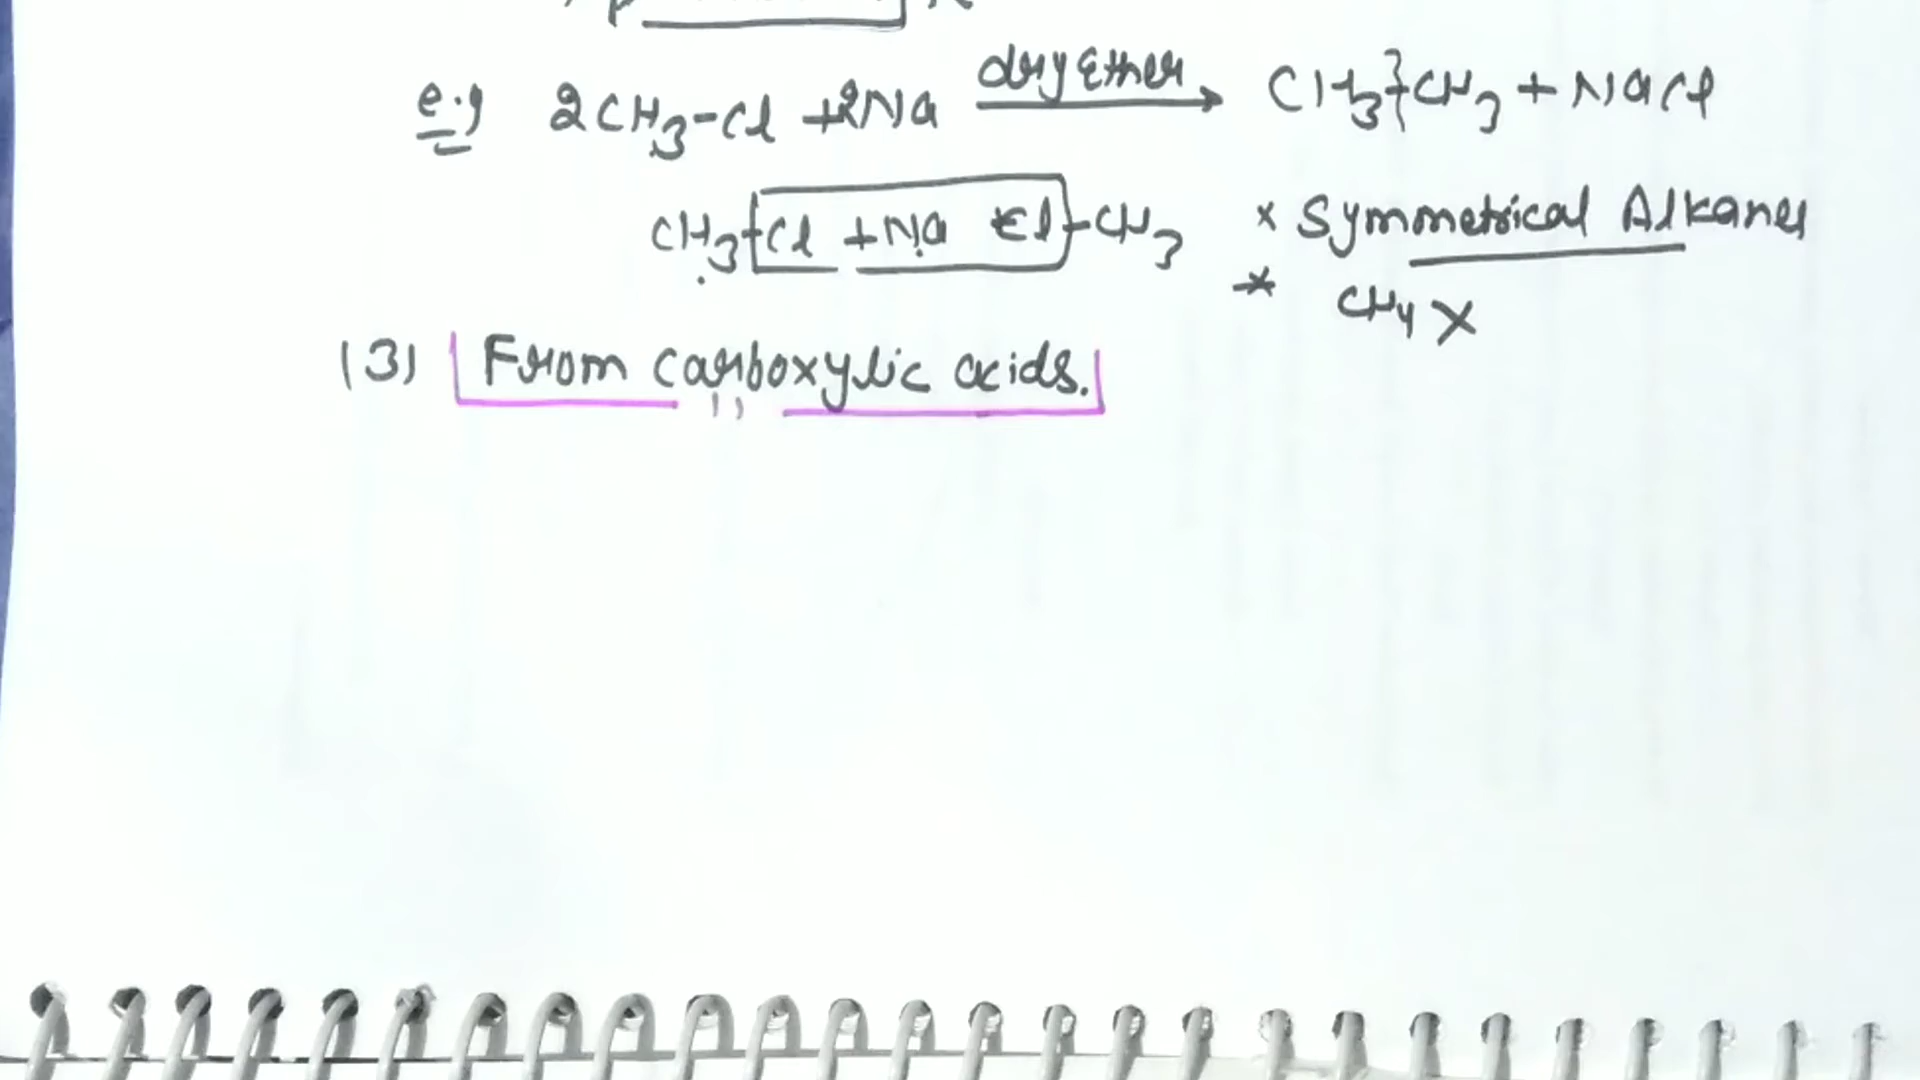 e.g 2CH3-Cl +2Na dry Ether → CH3}CH3 + NaCl
CH3-Cl +Na Cl-CH3 × Symmetrical Alkanes
* CH4 X
(3) From carboxylic acids.